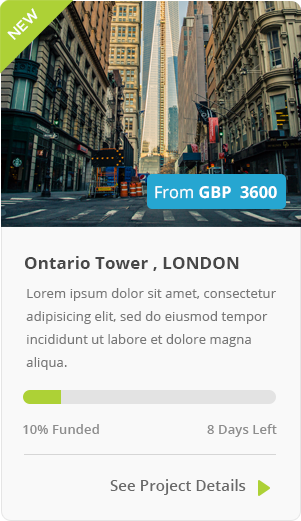 NEW
From GBP 3600
Ontario Tower , LONDON
Lorem ipsum dolor sit amet, consectetur
adipisicing elit, sed do eiusmod tempor
incididunt ut labore et dolore magna
aliqua.
10% Funded
8 Days Left
See Project Details